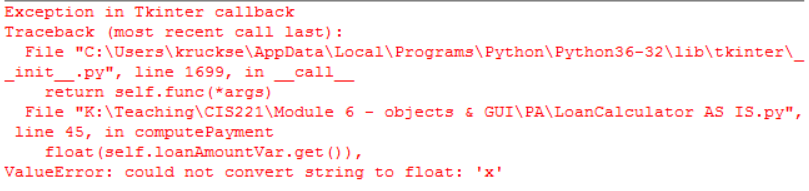 Exception in Tkinter callback
Traceback (most recent call last):
  File "C:\Users\kruckse\AppData\Local\Programs\Python\Python36-32\lib\tkinter\_
_init__.py", line 1699, in __call__
    return self.func(*args)
  File "K:\Teaching\CIS221\Module 6 - objects & GUI\PA\LoanCalculator AS IS.py",
 line 45, in computePayment
    float(self.loanAmountVar.get()),
ValueError: could not convert string to float: 'x'